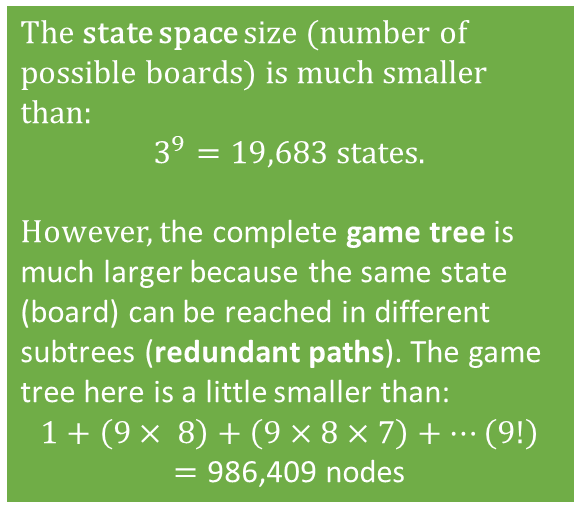 The state space size (number of
possible boards) is much smaller
than:
3⁹ = 19,683 states.
However, the complete game tree is
much larger because the same state
(board) can be reached in different
subtrees (redundant paths). The game
tree here is a little smaller than:
1 + (9 × 8) + (9 × 8 × 7) + ⋯ (9!)
= 986,409 nodes